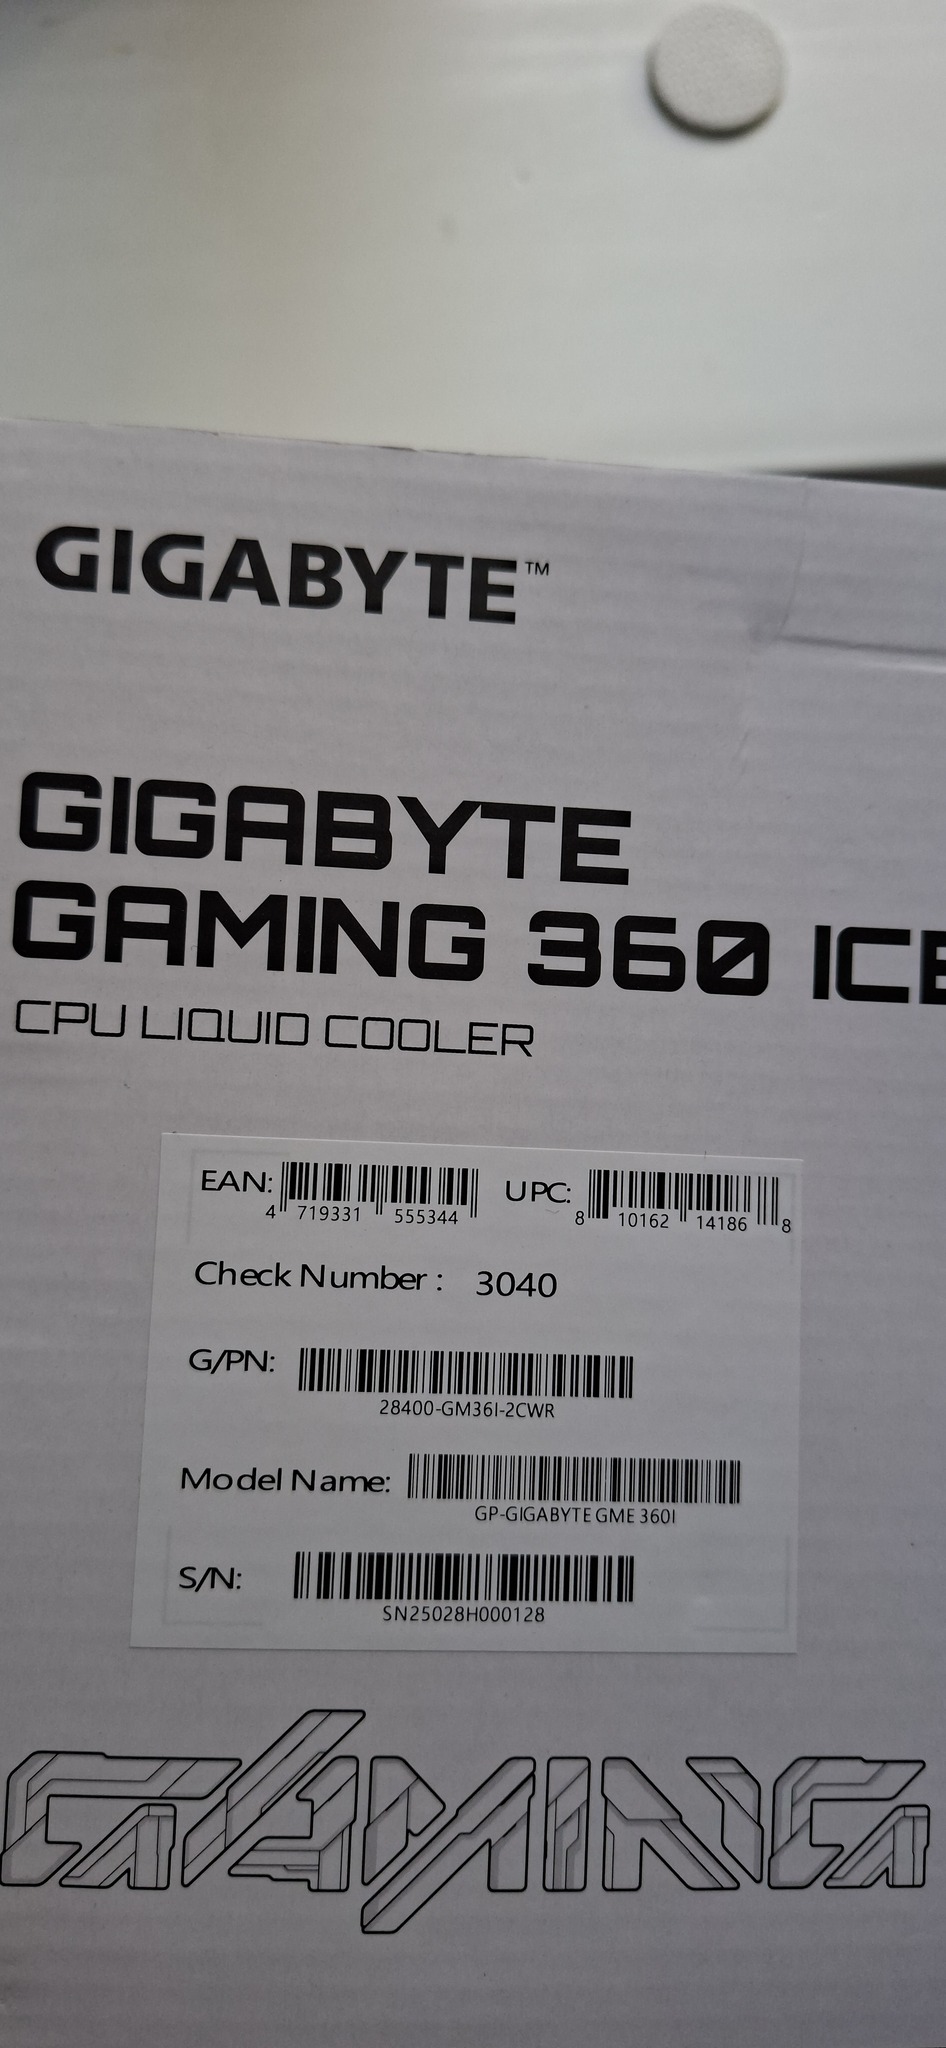 GIGABYTE™
GIGABYTE
GAMING 360 ICE
CPU LIQUID COOLER
EAN: 4 719331 555344 UPC: 8 10162 14186 8
Check Number: 3040
G/PN:
28400-GM36I-2CWR
Model Name:
GP-GIGABYTE GME 360I
S/N:
SN25028H000128
GAMING